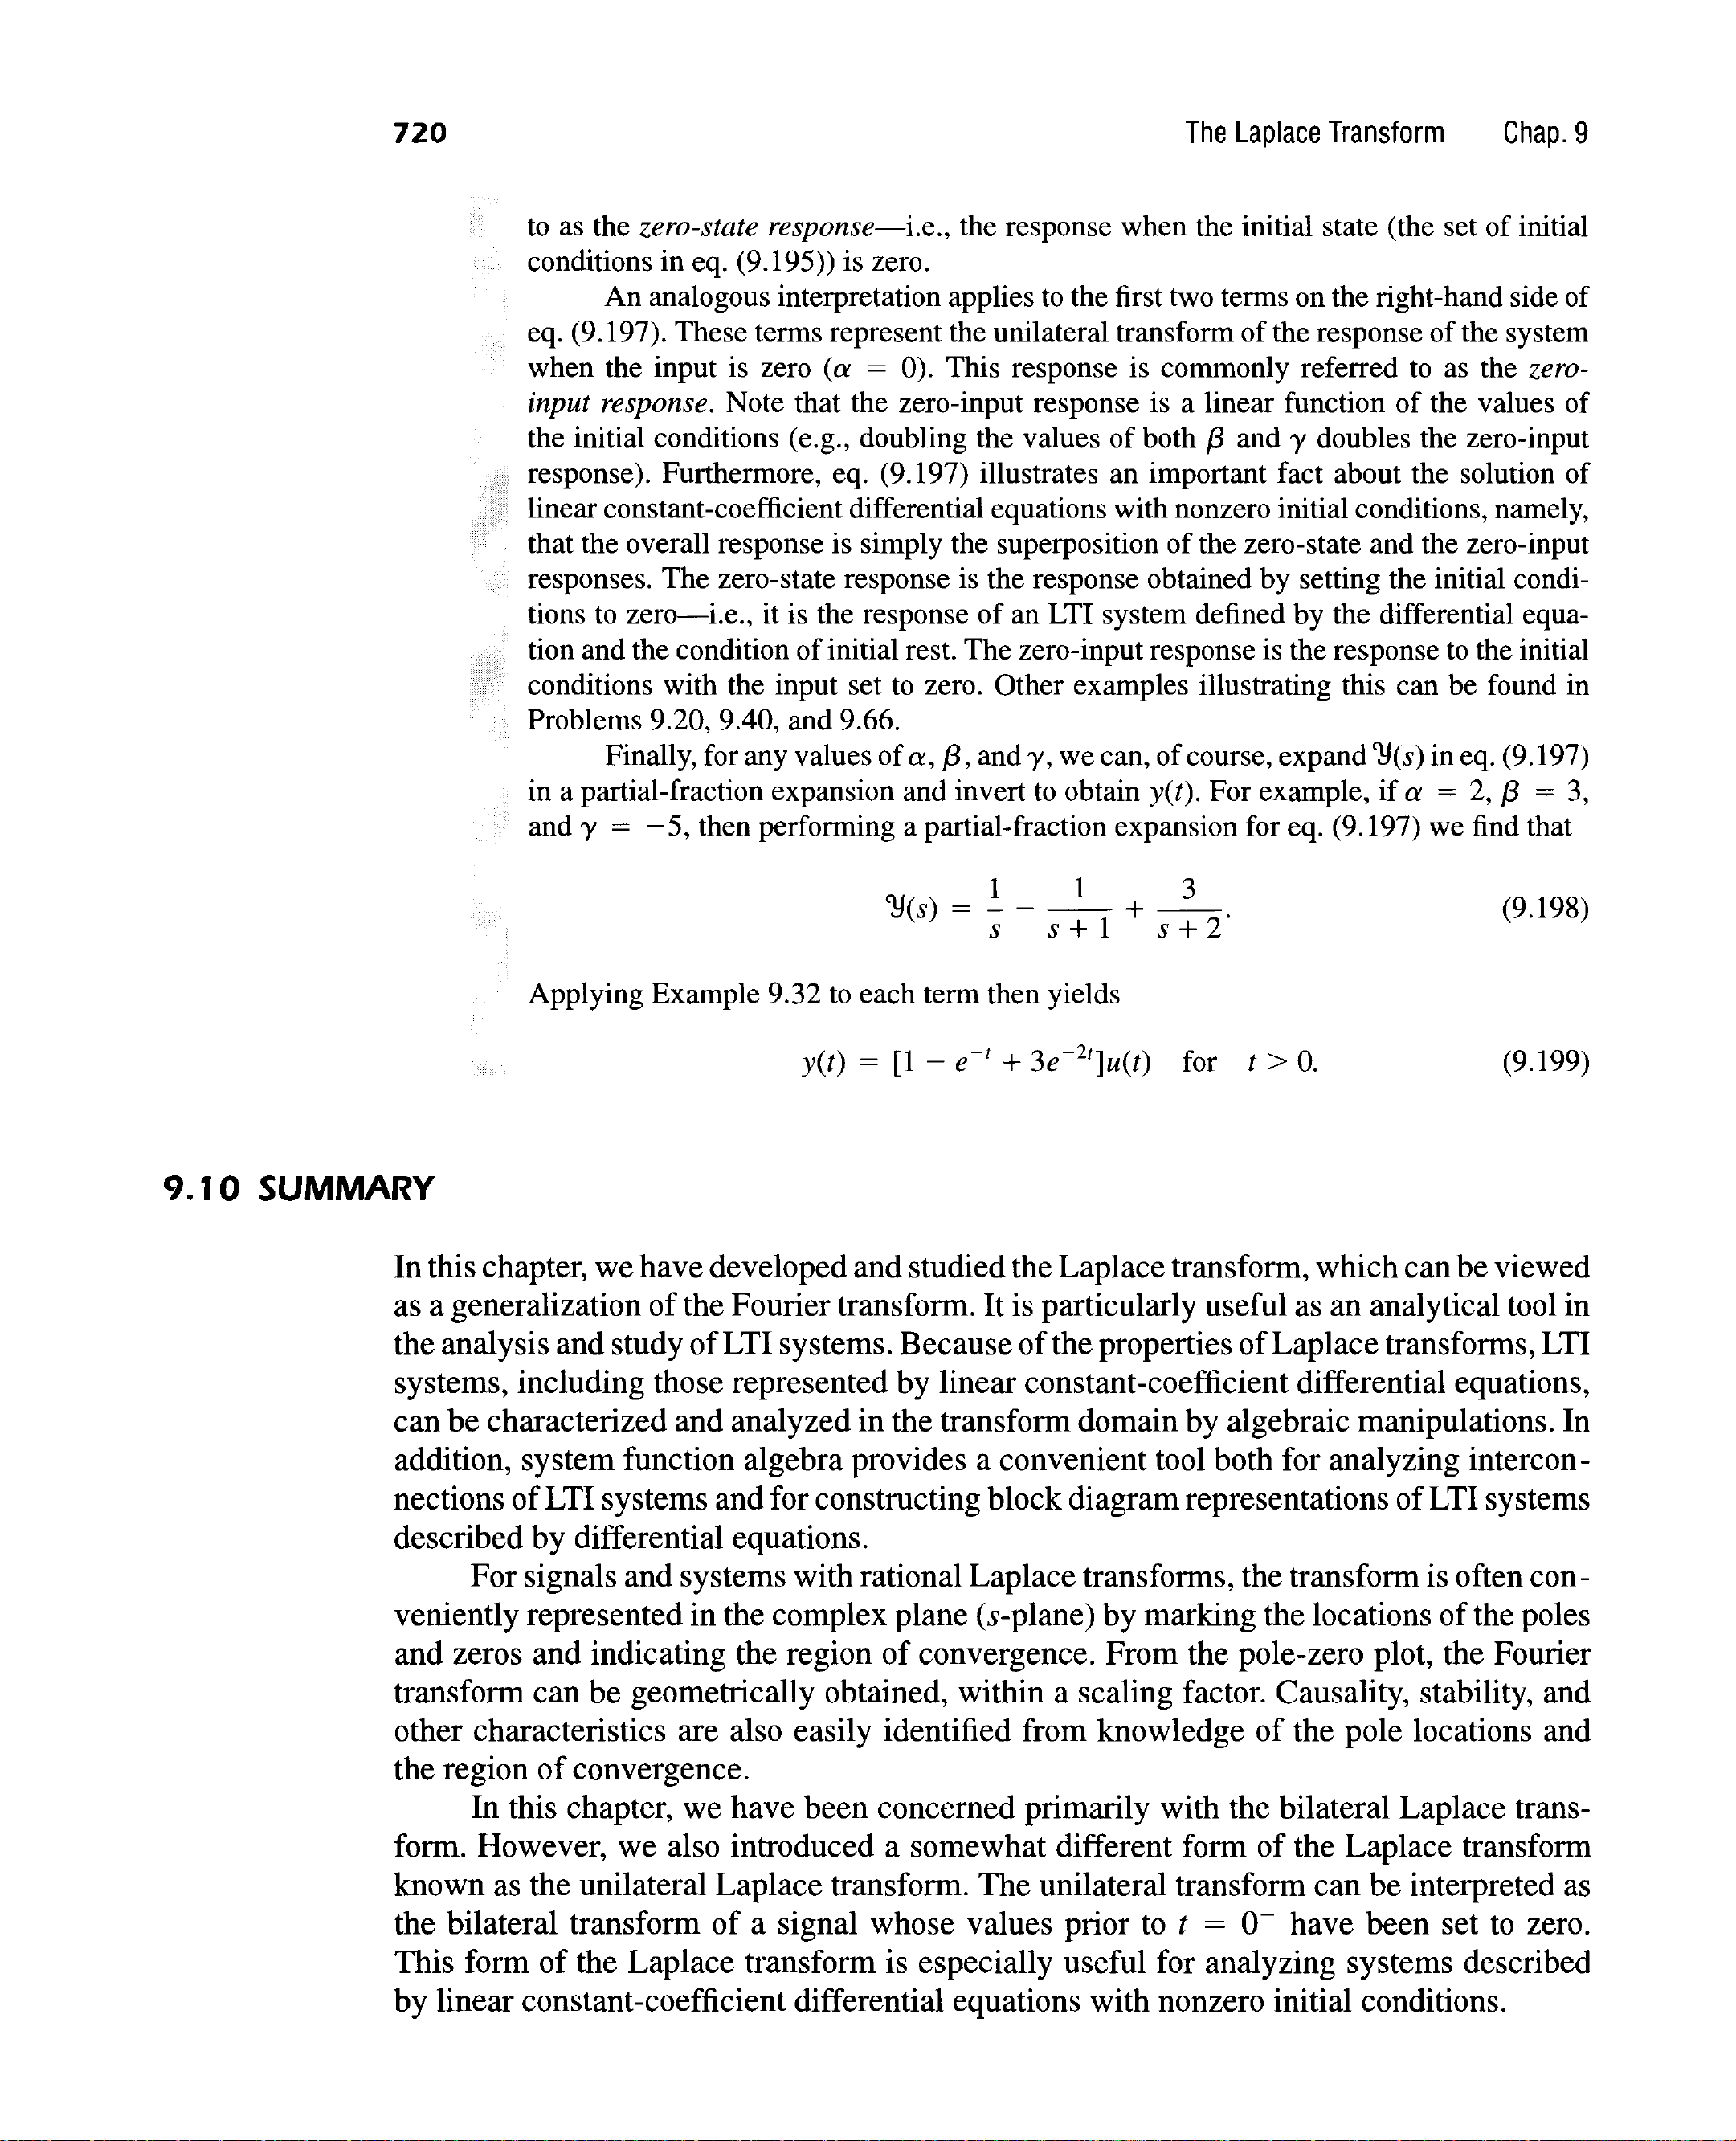 720 The Laplace Transform Chap. 9
to as the zero-state response—i.e., the response when the initial state (the set of initial
conditions in eq. (9.195)) is zero.
An analogous interpretation applies to the first two terms on the right-hand side of
eq. (9.197). These terms represent the unilateral transform of the response of the system
when the input is zero (α = 0). This response is commonly referred to as the zero-
input response. Note that the zero-input response is a linear function of the values of
the initial conditions (e.g., doubling the values of both β and γ doubles the zero-input
response). Furthermore, eq. (9.197) illustrates an important fact about the solution of
linear constant-coefficient differential equations with nonzero initial conditions, namely,
that the overall response is simply the superposition of the zero-state and the zero-input
responses. The zero-state response is the response obtained by setting the initial condi-
tions to zero—i.e., it is the response of an LTI system defined by the differential equa-
tion and the condition of initial rest. The zero-input response is the response to the initial
conditions with the input set to zero. Other examples illustrating this can be found in
Problems 9.20, 9.40, and 9.66.
Finally, for any values of α, β, and γ, we can, of course, expand 𝒴(s) in eq. (9.197)
in a partial-fraction expansion and invert to obtain y(t). For example, if α = 2, β = 3,
and γ = −5, then performing a partial-fraction expansion for eq. (9.197) we find that
𝒴(s) = 1/s − 1/(s + 1) + 3/(s + 2). (9.198)
Applying Example 9.32 to each term then yields
y(t) = [1 − e^{−t} + 3e^{−2t}]u(t) for t > 0. (9.199)
9.10 SUMMARY
In this chapter, we have developed and studied the Laplace transform, which can be viewed
as a generalization of the Fourier transform. It is particularly useful as an analytical tool in
the analysis and study of LTI systems. Because of the properties of Laplace transforms, LTI
systems, including those represented by linear constant-coefficient differential equations,
can be characterized and analyzed in the transform domain by algebraic manipulations. In
addition, system function algebra provides a convenient tool both for analyzing intercon-
nections of LTI systems and for constructing block diagram representations of LTI systems
described by differential equations.
For signals and systems with rational Laplace transforms, the transform is often con-
veniently represented in the complex plane (s-plane) by marking the locations of the poles
and zeros and indicating the region of convergence. From the pole-zero plot, the Fourier
transform can be geometrically obtained, within a scaling factor. Causality, stability, and
other characteristics are also easily identified from knowledge of the pole locations and
the region of convergence.
In this chapter, we have been concerned primarily with the bilateral Laplace trans-
form. However, we also introduced a somewhat different form of the Laplace transform
known as the unilateral Laplace transform. The unilateral transform can be interpreted as
the bilateral transform of a signal whose values prior to t = 0⁻ have been set to zero.
This form of the Laplace transform is especially useful for analyzing systems described
by linear constant-coefficient differential equations with nonzero initial conditions.